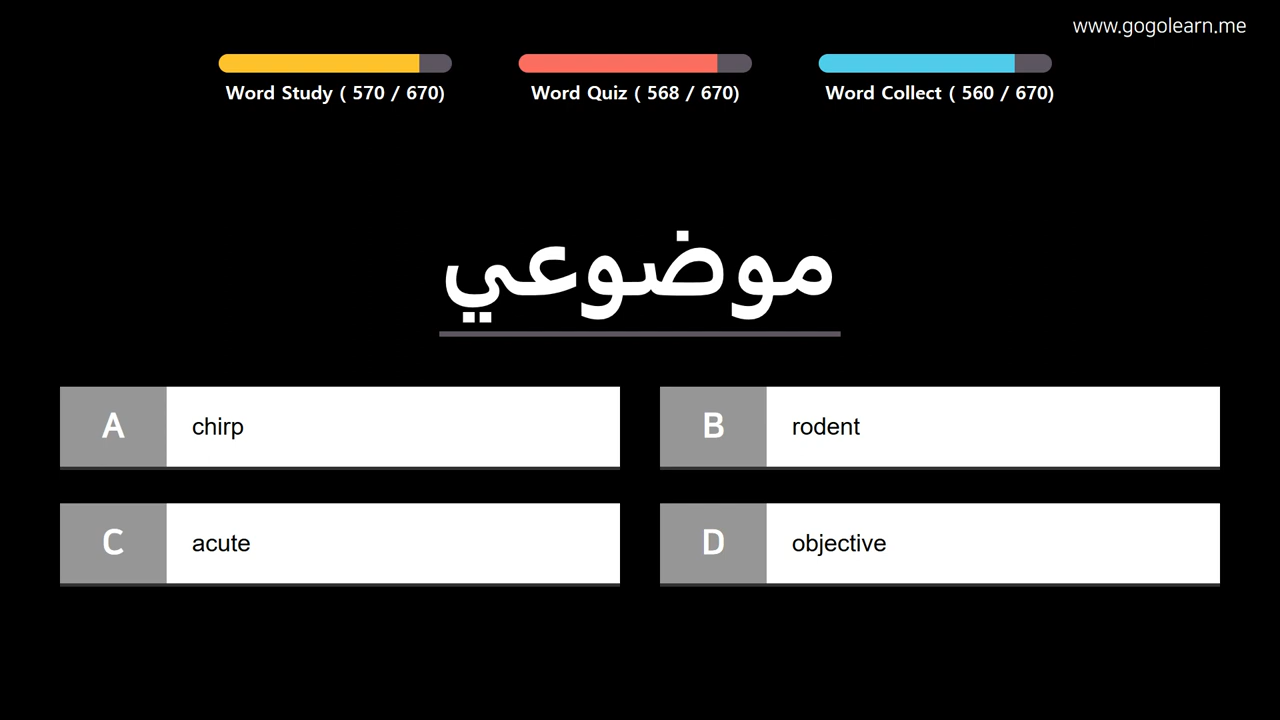 www.gogolearn.me
Word Study ( 570 / 670)
Word Quiz ( 568 / 670)
Word Collect ( 560 / 670)
موضوعي
A chirp
B rodent
C acute
D objective